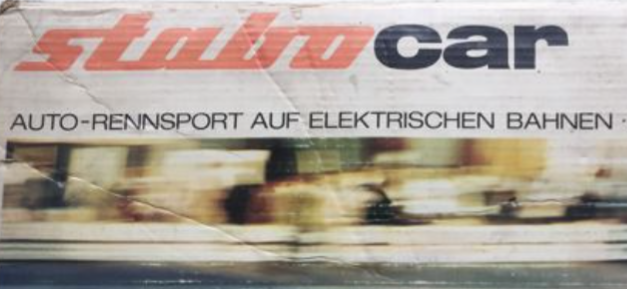 stabocar
AUTO-RENNSPORT AUF ELEKTRISCHEN BAHNEN ·